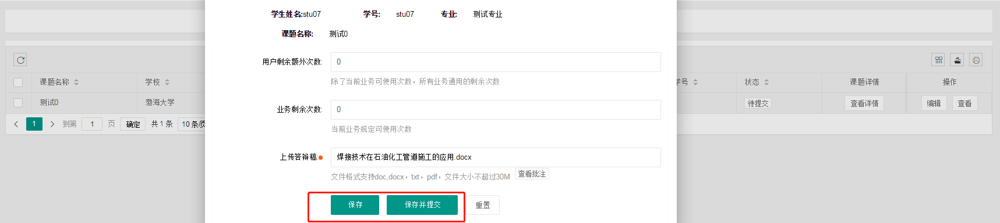 学生姓名:stu07 学号: stu07 专业: 测试专业
课题名称: 测试0
用户剩余额外次数: 0
除了当前业务可使用次数，所有业务通用的剩余次数
课题名称 学校 学号 状态 课题详情 操作
测试0 渤海大学 待提交 查看详情 编辑 查看
业务剩余次数: 0
1 到第 1 页 确定 共 1 条 10 条/页
当前业务规定可使用次数
上传答辩稿: 焊接技术在石油化工管道施工的应用.docx
文件格式支持doc,docx，txt，pdf，文件大小不超过30M 查看批注
保存 保存并提交 重置